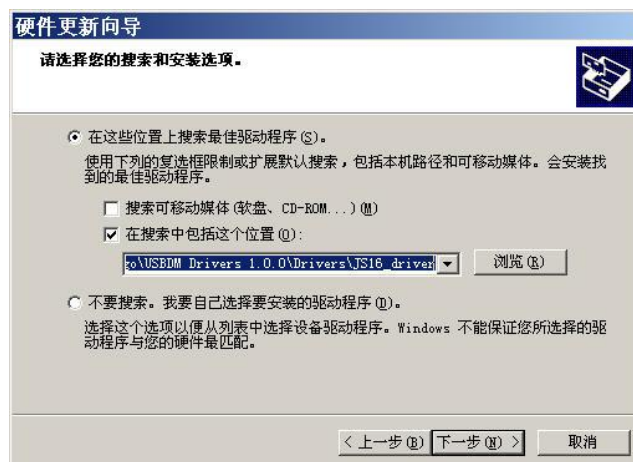 硬件更新向导
请选择您的搜索和安装选项。
在这些位置上搜索最佳驱动程序(S)。
使用下列的复选框限制或扩展默认搜索，包括本机路径和可移动媒体。会安装找
到的最佳驱动程序。
搜索可移动媒体(软盘、CD-ROM...)(M)
在搜索中包括这个位置(O):
go\USBDM Drivers 1.0.0\Drivers\JS16_driver
浏览(R)
不要搜索。我要自己选择要安装的驱动程序(D)。
选择这个选项以便从列表中选择设备驱动程序。Windows 不能保证您所选择的驱
动程序与您的硬件最匹配。
< 上一步(B) 下一步(N) > 取消